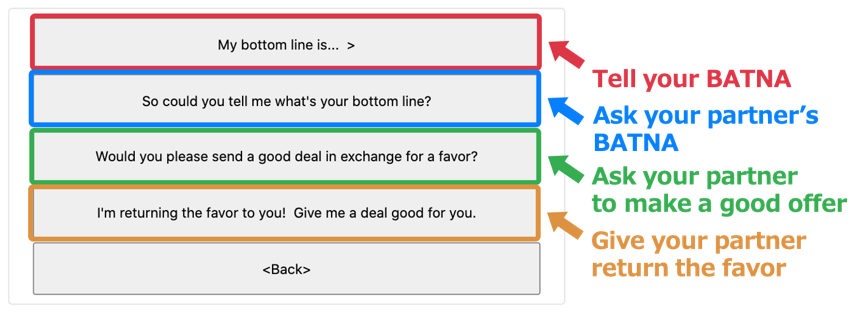 My bottom line is...  >
So could you tell me what's your bottom line?
Would you please send a good deal in exchange for a favor?
I'm returning the favor to you!  Give me a deal good for you.
<Back>
Tell your BATNA
Ask your partner’s
BATNA
Ask your partner
to make a good offer
Give your partner
return the favor